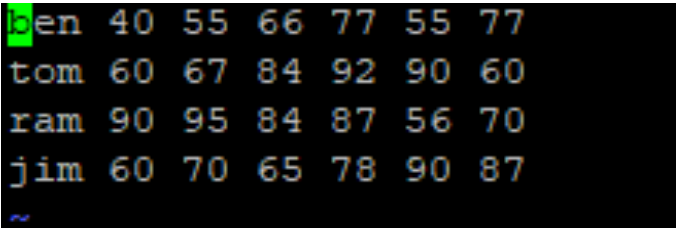 ben 40 55 66 77 55 77
tom 60 67 84 92 90 60
ram 90 95 84 87 56 70
jim 60 70 65 78 90 87
~